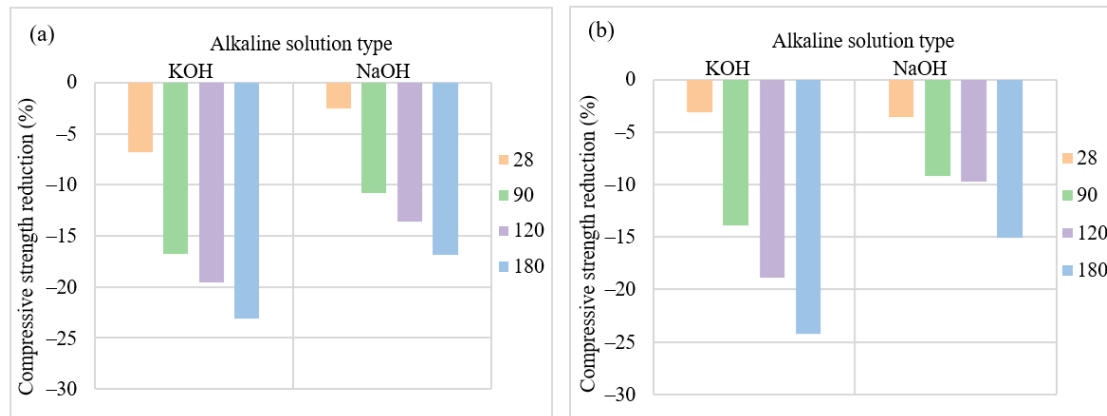 (a)
Alkaline solution type
KOH NaOH
Compressive strength reduction (%)
0
–5
–10
–15
–20
–25
–30
28
90
120
180
(b)
Alkaline solution type
KOH NaOH
Compressive strength reduction (%)
0
–5
–10
–15
–20
–25
–30
28
90
120
180